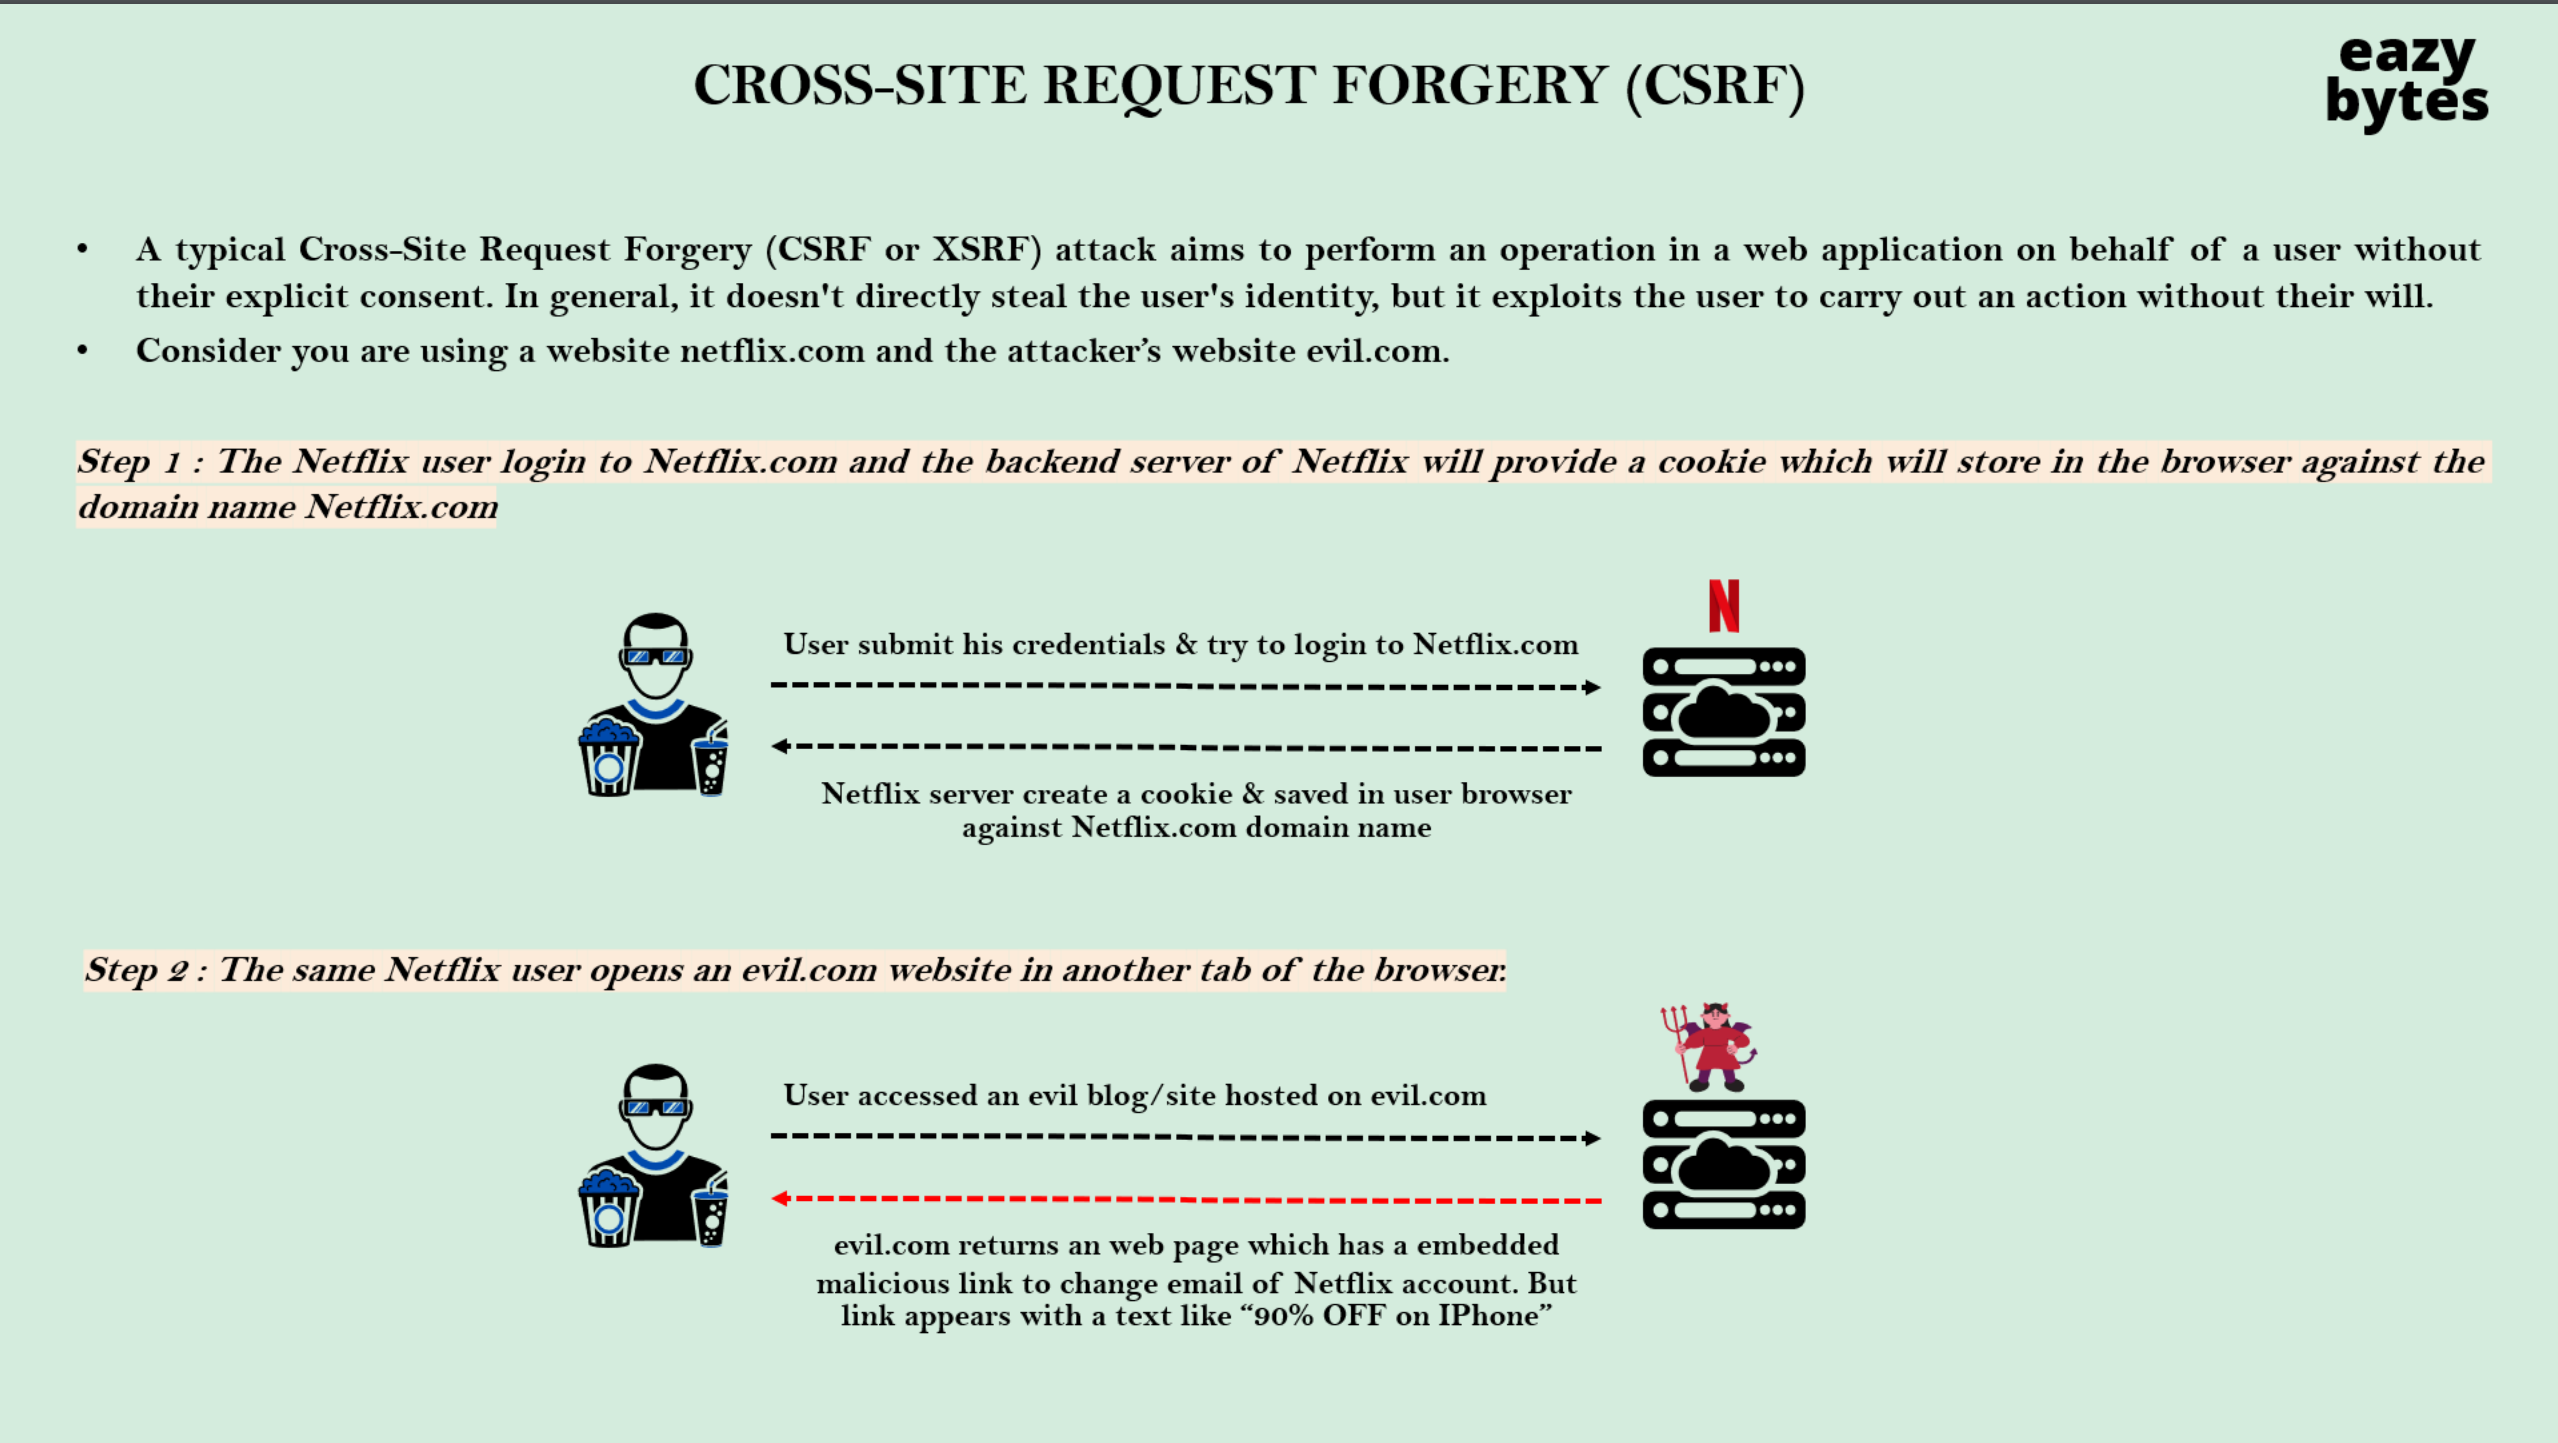 CROSS-SITE REQUEST FORGERY (CSRF)
eazy
bytes
• A typical Cross-Site Request Forgery (CSRF or XSRF) attack aims to perform an operation in a web application on behalf of a user without
their explicit consent. In general, it doesn't directly steal the user's identity, but it exploits the user to carry out an action without their will.
• Consider you are using a website netflix.com and the attacker’s website evil.com.
Step 1 : The Netflix user login to Netflix.com and the backend server of Netflix will provide a cookie which will store in the browser against the
domain name Netflix.com
N
User submit his credentials & try to login to Netflix.com
Netflix server create a cookie & saved in user browser
against Netflix.com domain name
Step 2 : The same Netflix user opens an evil.com website in another tab of the browser.
User accessed an evil blog/site hosted on evil.com
evil.com returns an web page which has a embedded
malicious link to change email of Netflix account. But
link appears with a text like “90% OFF on IPhone”